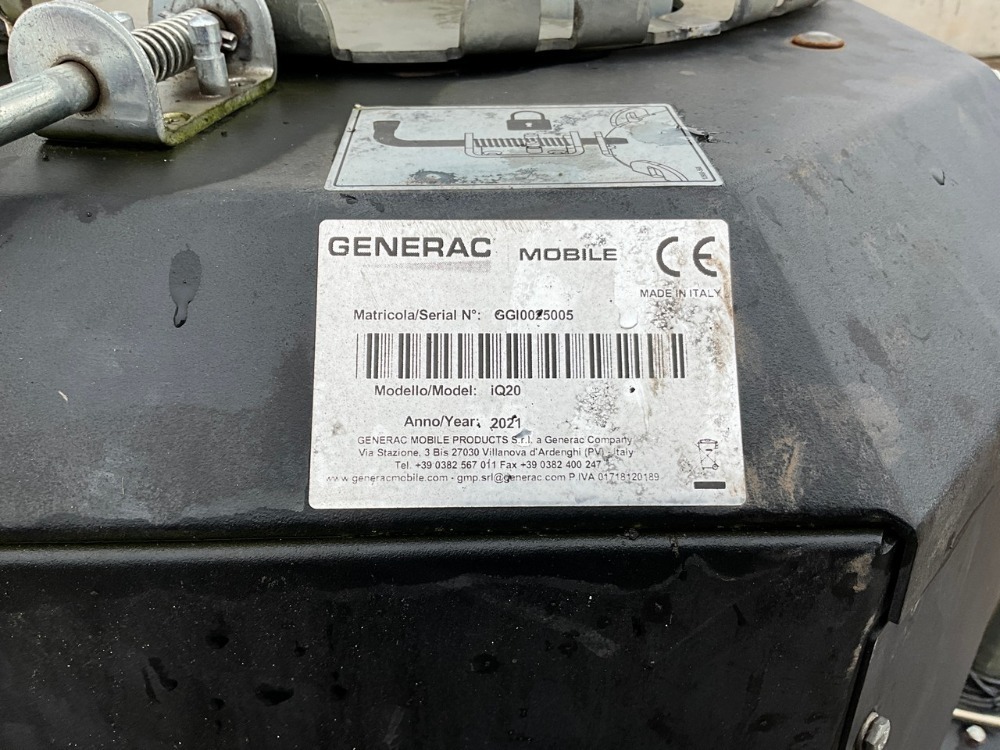 GENERAC MOBILE CE
MADE IN ITALY
Matricola/Serial N°: GGI0025005
Modello/Model: iQ20
Anno/Year: 2021
GENERAC MOBILE PRODUCTS S.r.l. a Generac Company
Via Stazione, 3 Bis 27030 Villanova d'Ardenghi (PV) - Italy
Tel. +39 0382 567 011 Fax +39 0382 400 247
www.generacmobile.com - gmp.srl@generac.com P.IVA 01718120189